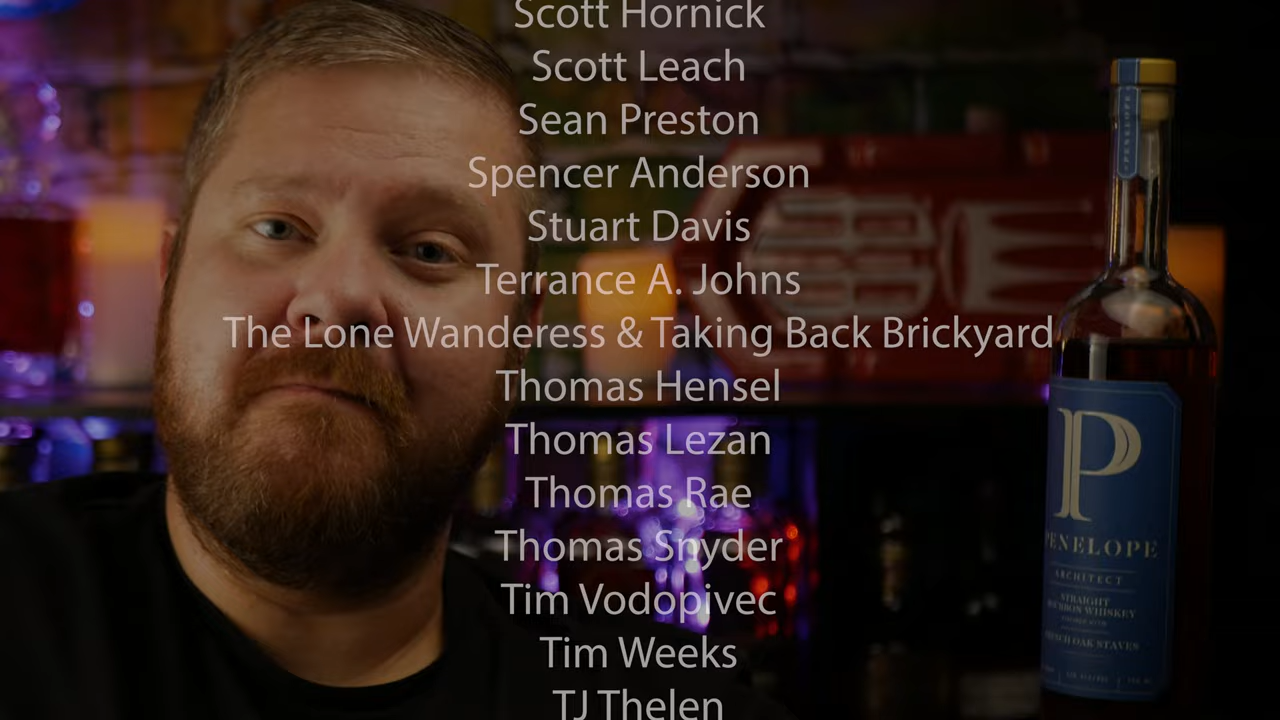 Scott Hornick
Scott Leach
Sean Preston
Spencer Anderson
Stuart Davis
Terrance A. Johns
The Lone Wanderess & Taking Back Brickyard
Thomas Hensel
Thomas Lezan
Thomas Rae
Thomas Snyder
Tim Vodopivec
Tim Weeks
TJ Thelen
PENELOPE
P
PENELOPE
ARCHITECT
STRAIGHT
BOURBON WHISKEY
FRENCH OAK STAVES